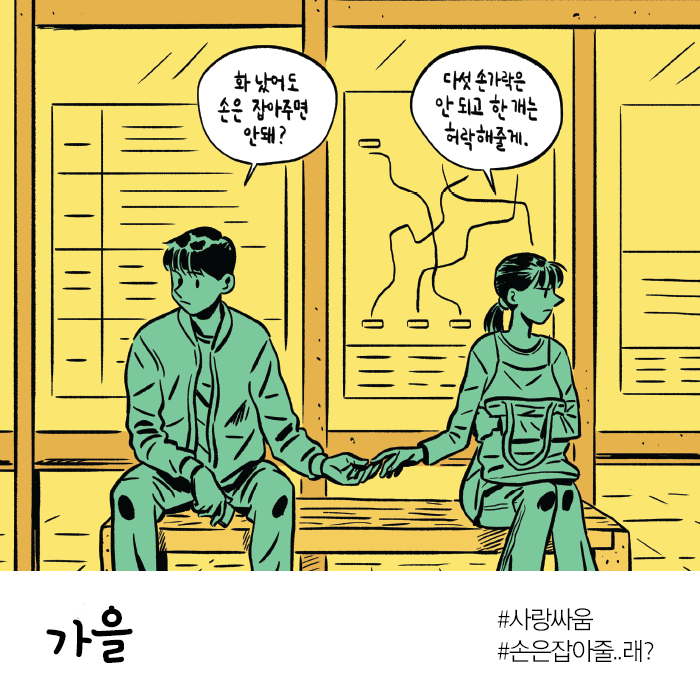 화 났어도
손은 잡아주면
안돼?
다섯 손가락은
안 되고 한 개는
허락해줄게.
가을
#사랑싸움
#손은잡아줄..래?